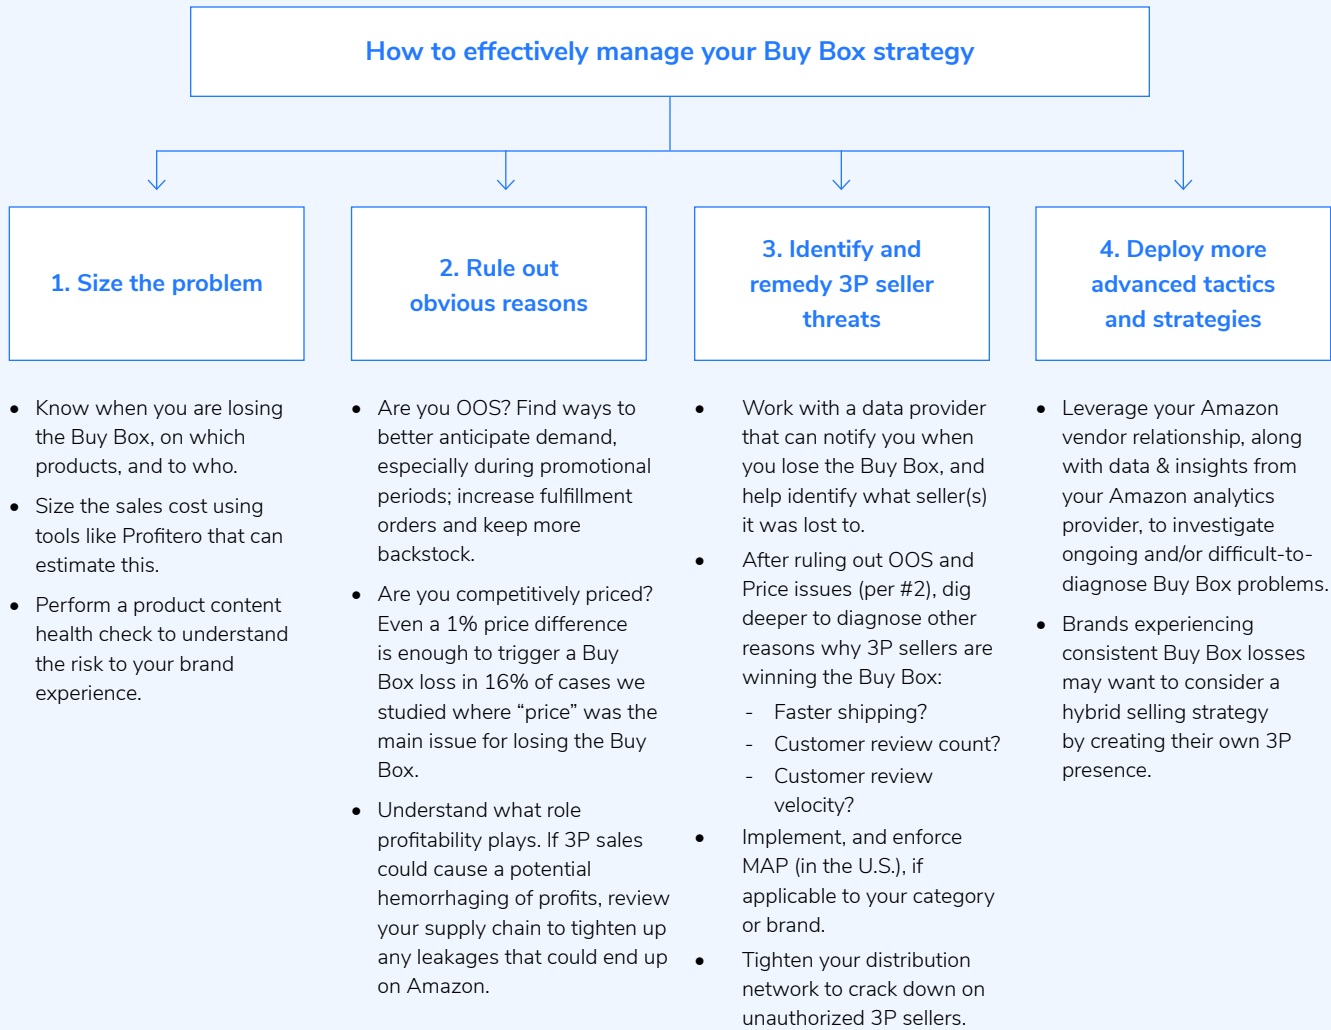 How to effectively manage your Buy Box strategy
1. Size the problem
• Know when you are losing
the Buy Box, on which
products, and to who.
• Size the sales cost using
tools like Profitero that can
estimate this.
• Perform a product content
health check to understand
the risk to your brand
experience.
2. Rule out
obvious reasons
• Are you OOS? Find ways to
better anticipate demand,
especially during promotional
periods; increase fulfillment
orders and keep more
backstock.
• Are you competitively priced?
Even a 1% price difference
is enough to trigger a Buy
Box loss in 16% of cases we
studied where “price” was the
main issue for losing the Buy
Box.
• Understand what role
profitability plays. If 3P sales
could cause a potential
hemorrhaging of profits, review
your supply chain to tighten up
any leakages that could end up
on Amazon.
3. Identify and
remedy 3P seller
threats
• Work with a data provider
that can notify you when
you lose the Buy Box, and
help identify what seller(s)
it was lost to.
• After ruling out OOS and
Price issues (per #2), dig
deeper to diagnose other
reasons why 3P sellers are
winning the Buy Box:
- Faster shipping?
- Customer review count?
- Customer review
velocity?
• Implement, and enforce
MAP (in the U.S.), if
applicable to your category
or brand.
• Tighten your distribution
network to crack down on
unauthorized 3P sellers.
4. Deploy more
advanced tactics
and strategies
• Leverage your Amazon
vendor relationship, along
with data & insights from
your Amazon analytics
provider, to investigate
ongoing and/or difficult-to-
diagnose Buy Box problems.
• Brands experiencing
consistent Buy Box losses
may want to consider a
hybrid selling strategy
by creating their own 3P
presence.